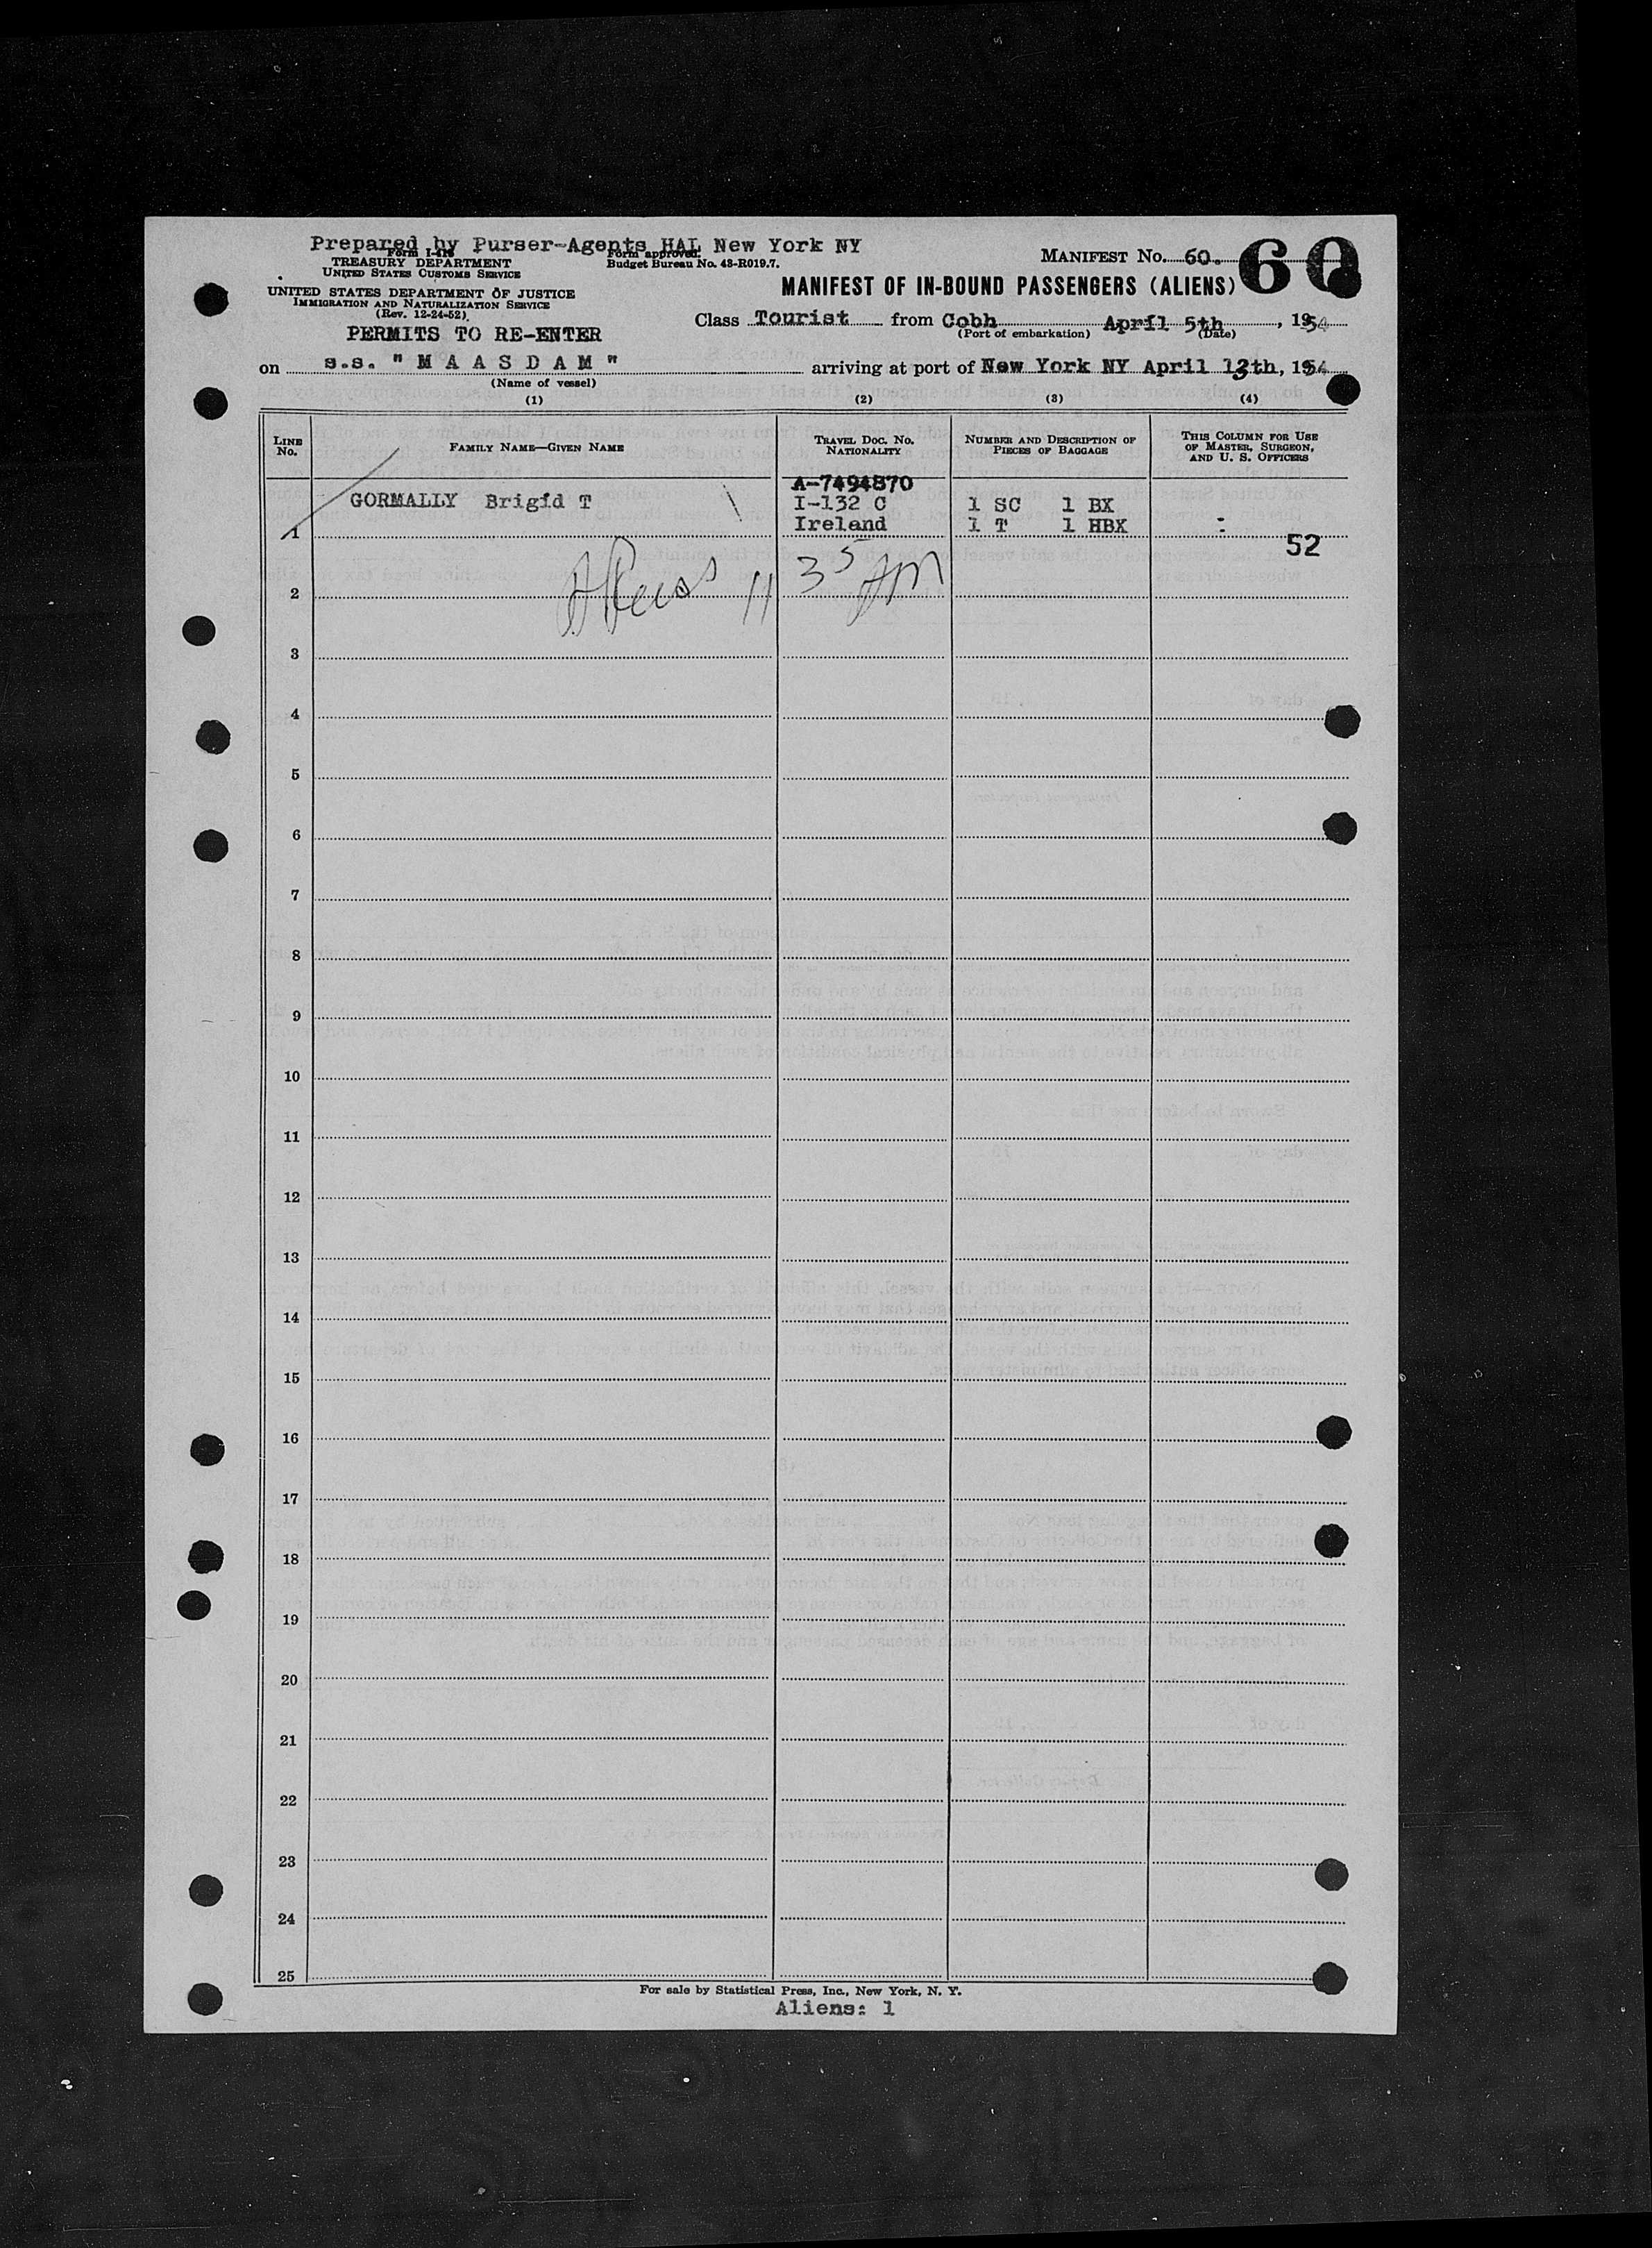 Prepared by Purser-Agents HAL New York NY
Form I-418
TREASURY DEPARTMENT
UNITED STATES CUSTOMS SERVICE
Form approved.
Budget Bureau No. 43-R019.7.
MANIFEST NO. 60.
60
UNITED STATES DEPARTMENT OF JUSTICE
IMMIGRATION AND NATURALIZATION SERVICE
(Rev. 12-24-52)
MANIFEST OF IN-BOUND PASSENGERS (ALIENS)
PERMITS TO RE-ENTER
Class Tourist from Cobh April 5th, 1954
(Port of embarkation) (Date)
on s.s. "MAASDAM" arriving at port of New York NY April 13th, 1954
(Name of vessel)
(1) (2) (3) (4)
LINE No. FAMILY NAME—GIVEN NAME TRAVEL DOC. NO. NATIONALITY NUMBER AND DESCRIPTION OF PIECES OF BAGGAGE THIS COLUMN FOR USE OF MASTER, SURGEON, AND U. S. OFFICERS
A-7494870
GORMALLY Brigid T I-132 C 1 SC 1 BX
1 Ireland 1 T 1 HBX
52
11 35 AM
2
3
4
5
6
7
8
9
10
11
12
13
14
15
16
17
18
19
20
21
22
23
24
25
For sale by Statistical Press, Inc., New York, N. Y.
Aliens: 1